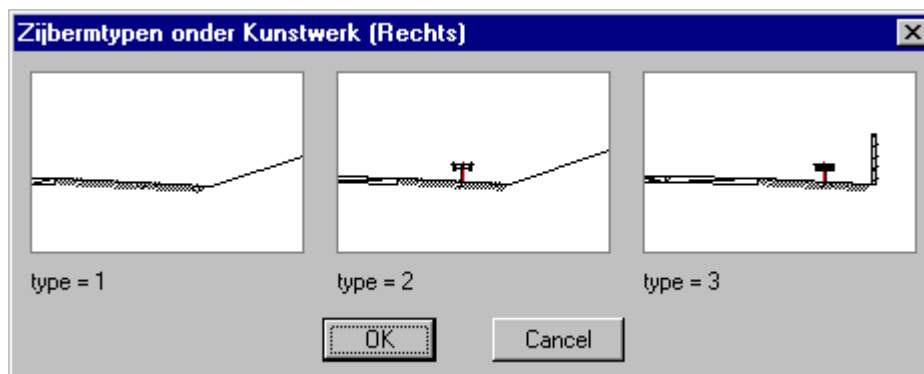 Zijbermtypen onder Kunstwerk (Rechts)
type = 1
type = 2
type = 3
OK
Cancel